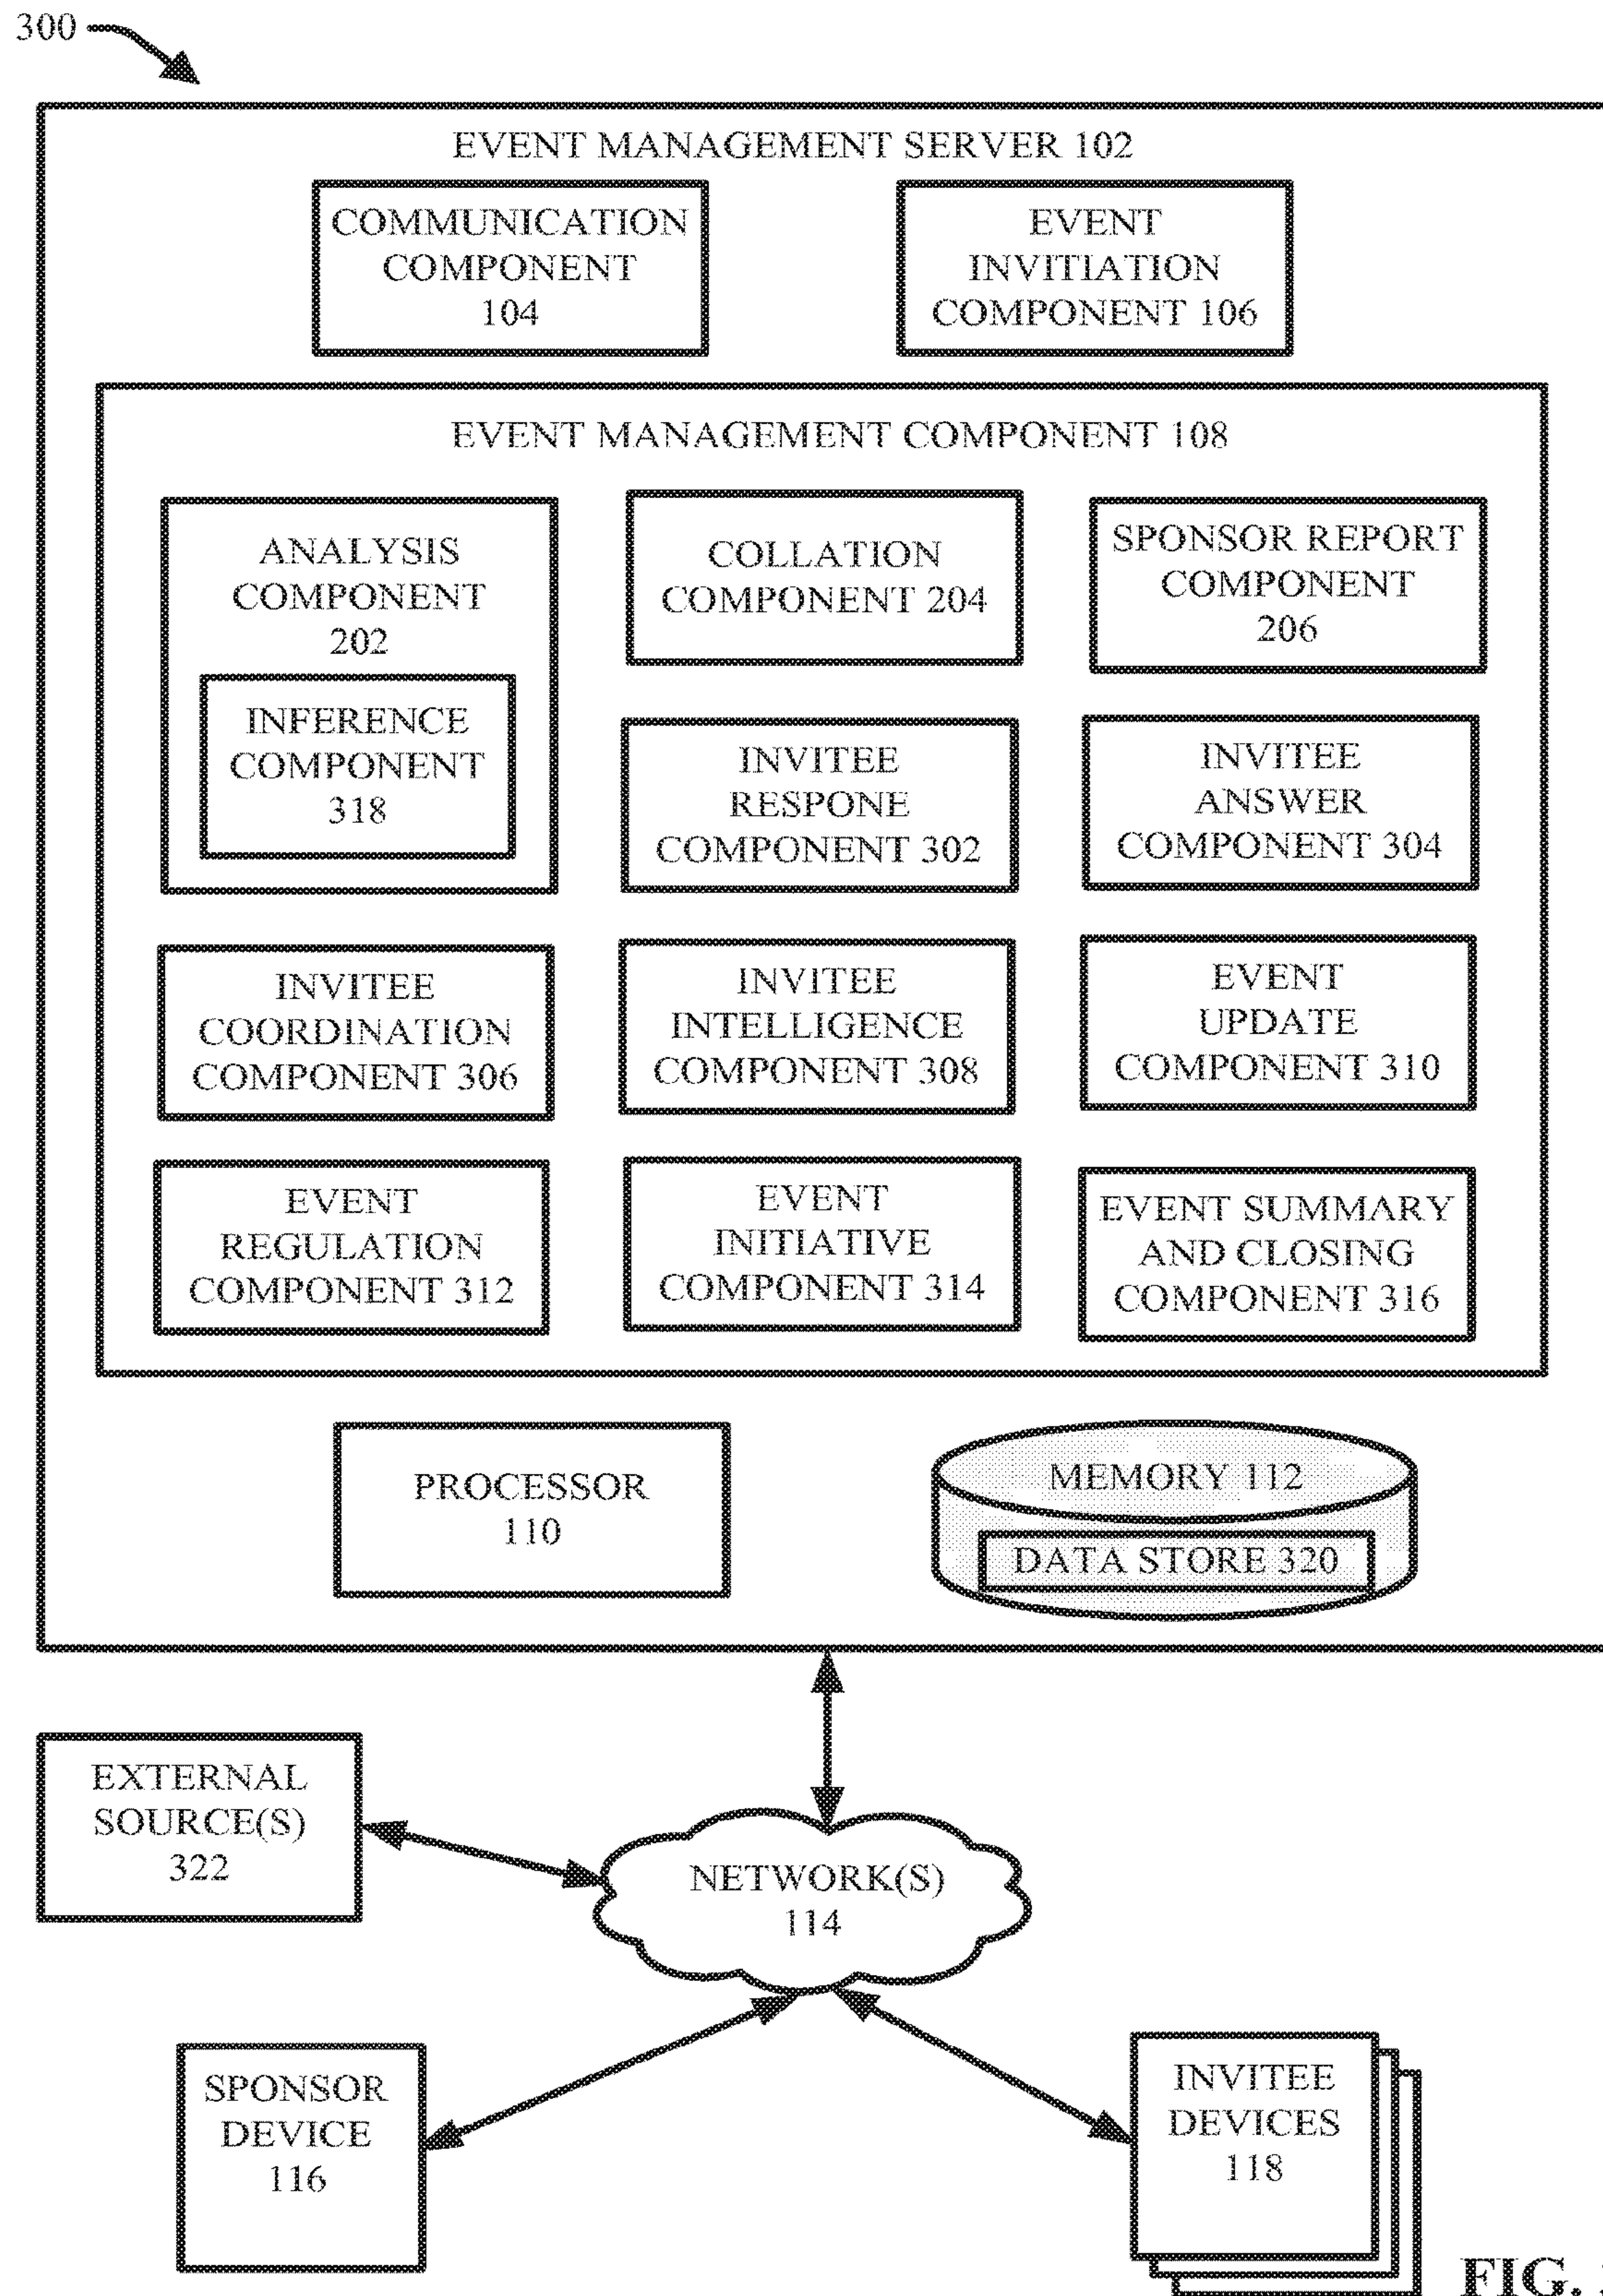 300
EVENT MANAGEMENT SERVER 102
COMMUNICATION
COMPONENT
104
EVENT
INVITIATION
COMPONENT 106
EVENT MANAGEMENT COMPONENT 108
ANALYSIS
COMPONENT
202
INFERENCE
COMPONENT
318
COLLATION
COMPONENT 204
SPONSOR REPORT
COMPONENT
206
INVITEE
RESPONE
COMPONENT 302
INVITEE
ANSWER
COMPONENT 304
INVITEE
COORDINATION
COMPONENT 306
INVITEE
INTELLIGENCE
COMPONENT 308
EVENT
UPDATE
COMPONENT 310
EVENT
REGULATION
COMPONENT 312
EVENT
INITIATIVE
COMPONENT 314
EVENT SUMMARY
AND CLOSING
COMPONENT 316
PROCESSOR
110
MEMORY 112
DATA STORE 320
EXTERNAL
SOURCE(S)
322
NETWORK(S)
114
SPONSOR
DEVICE
116
INVITEE
DEVICES
118
FIG.